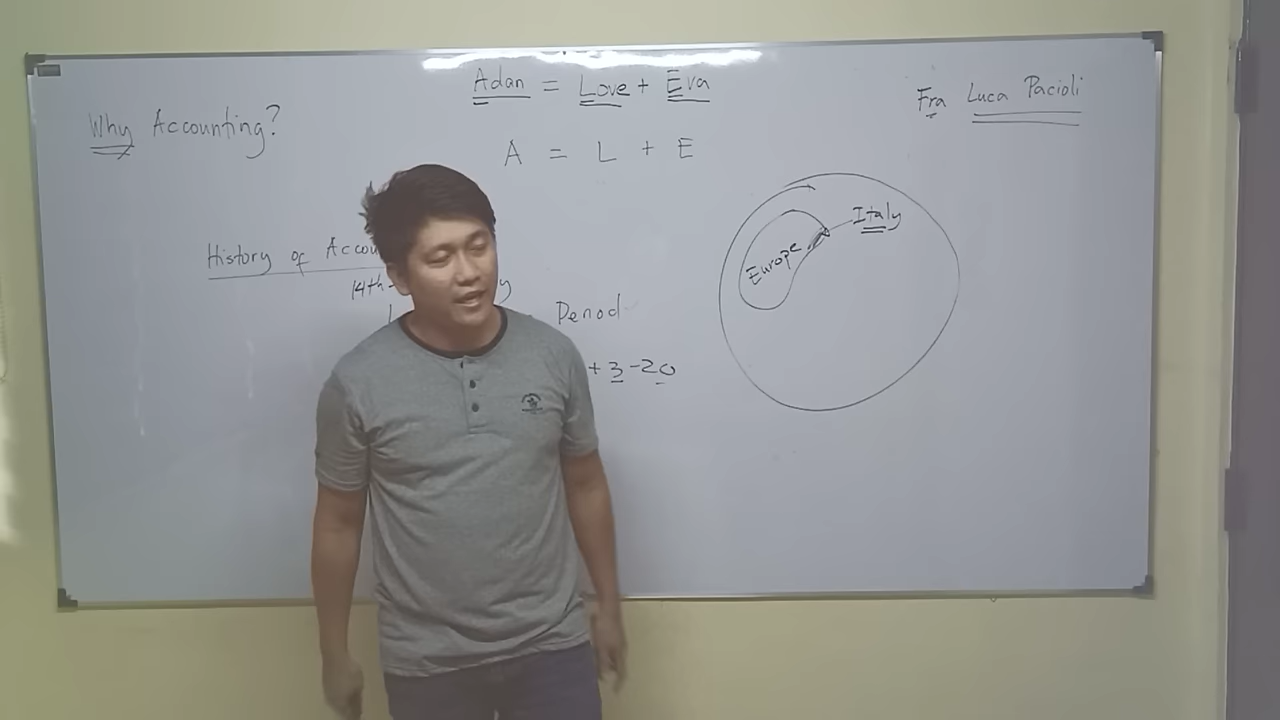 Adan = Love + Eva
Why Accounting?
Fra Luca Pacioli
A = L + E
Italy
Europe
History of Accou
14th-
Period
+ 3 - 20